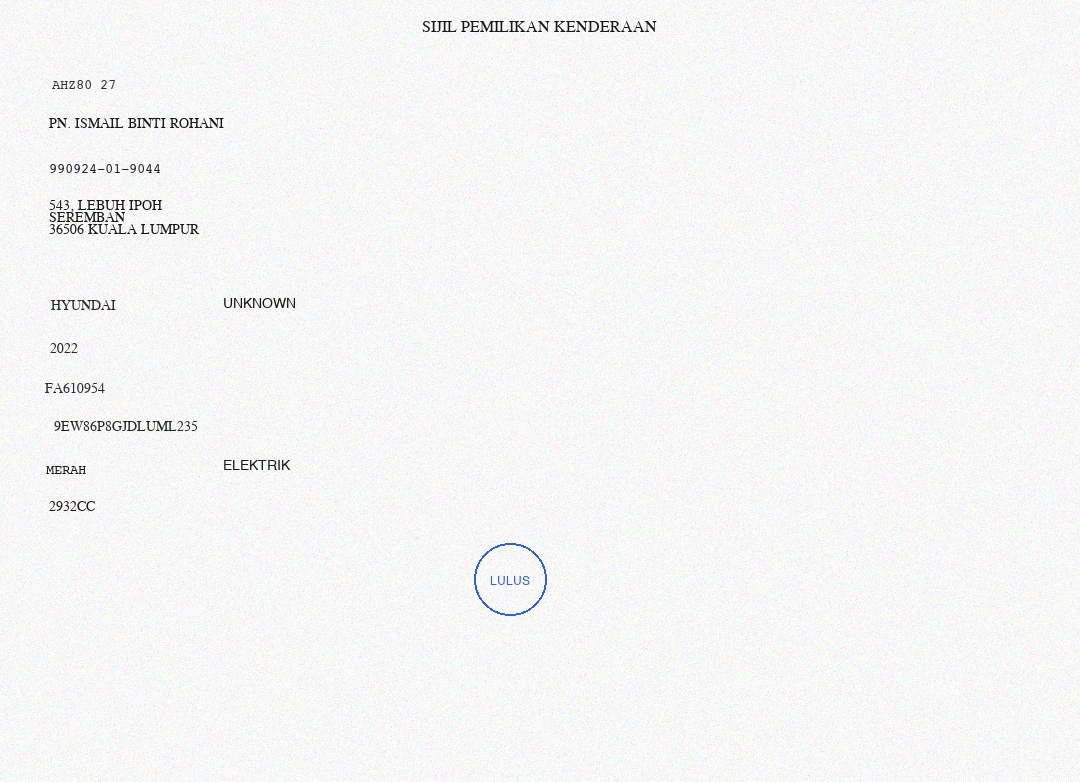 SIJIL PEMILIKAN KENDERAAN
AHZ80 27
PN. ISMAIL BINTI ROHANI
990924-01-9044
543, LEBUH IPOH
SEREMBAN
36506 KUALA LUMPUR
HYUNDAI UNKNOWN
2022
FA610954
9EW86P8GJDLUML235
MERAH ELEKTRIK
2932CC
LULUS